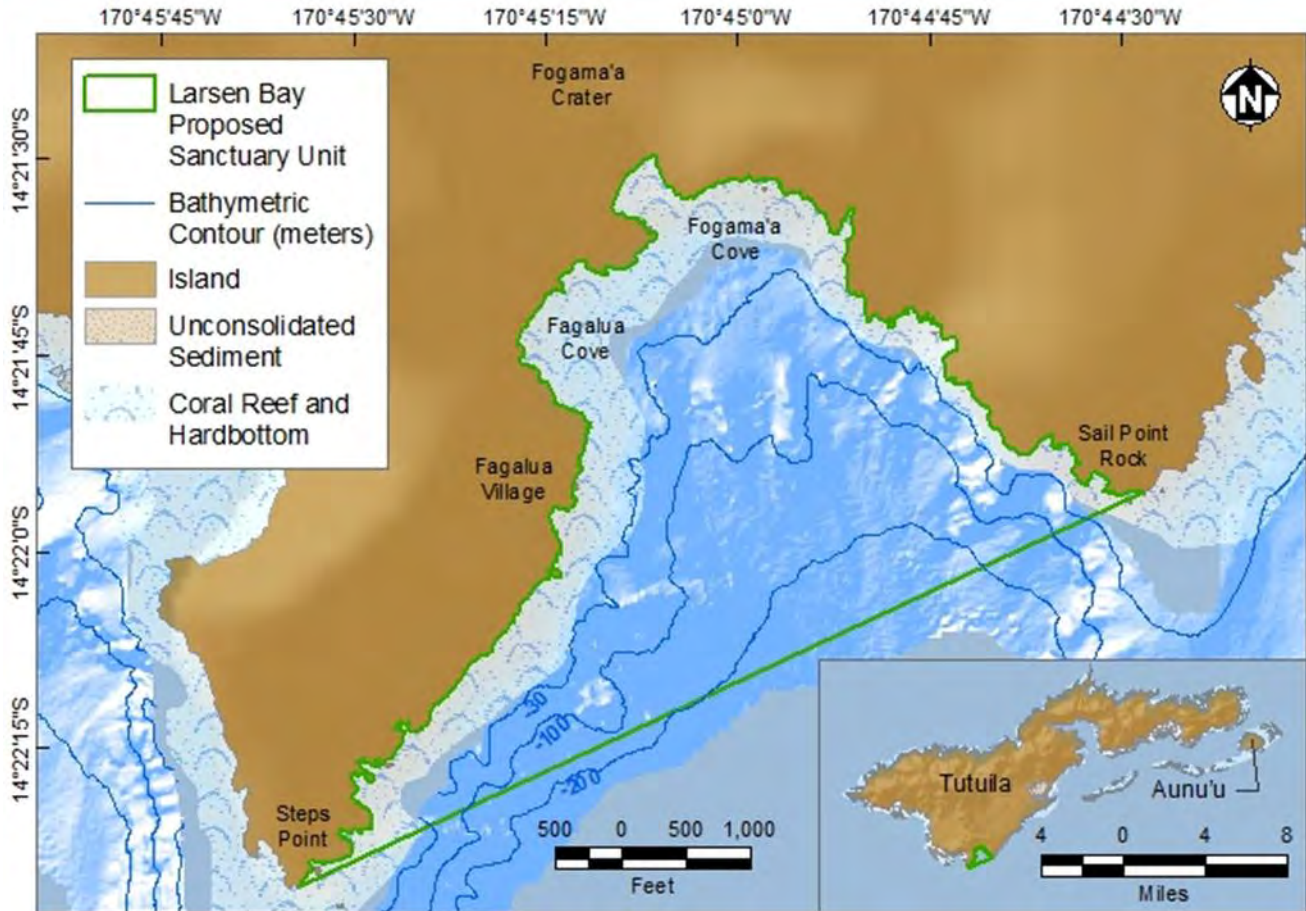 170°45'45"W
170°45'30"W
170°45'15"W
170°45'0"W
170°44'45"W
170°44'30"W
14°21'30"S
14°21'45"S
14°22'0"S
14°22'15"S
Larsen Bay
Proposed
Sanctuary Unit
Bathymetric
Contour (meters)
Island
Unconsolidated
Sediment
Coral Reef and
Hardbottom
Fogama'a
Crater
N
Fogama'a
Cove
Fagalua
Cove
Fagalua
Village
Sail Point
Rock
Steps
Point
-100
-200
500 0 500 1,000
Feet
Tutuila
Aunu'u
4 0 4 8
Miles